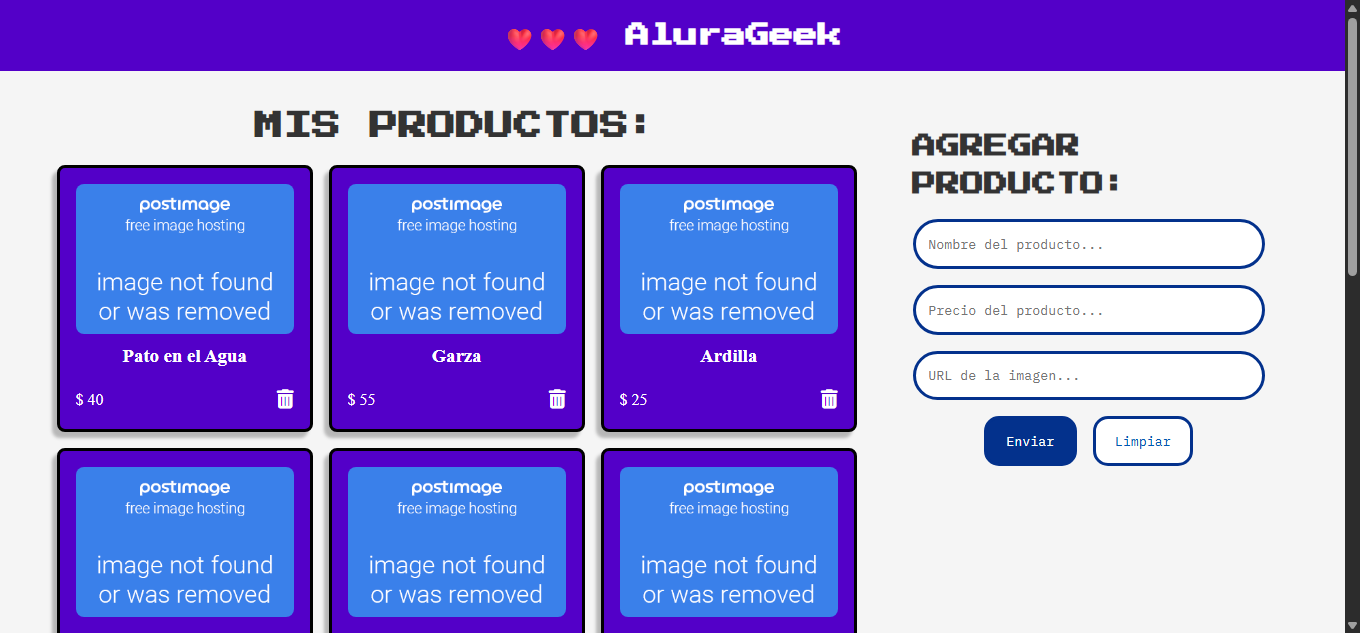 AluraGeek
MIS PRODUCTOS:
postimage
free image hosting
image not found
or was removed
Pato en el Agua
$ 40
postimage
free image hosting
image not found
or was removed
Garza
$ 55
postimage
free image hosting
image not found
or was removed
Ardilla
$ 25
postimage
free image hosting
image not found
or was removed
postimage
free image hosting
image not found
or was removed
postimage
free image hosting
image not found
or was removed
AGREGAR
PRODUCTO:
Nombre del producto...
Precio del producto...
URL de la imagen...
Enviar
Limpiar